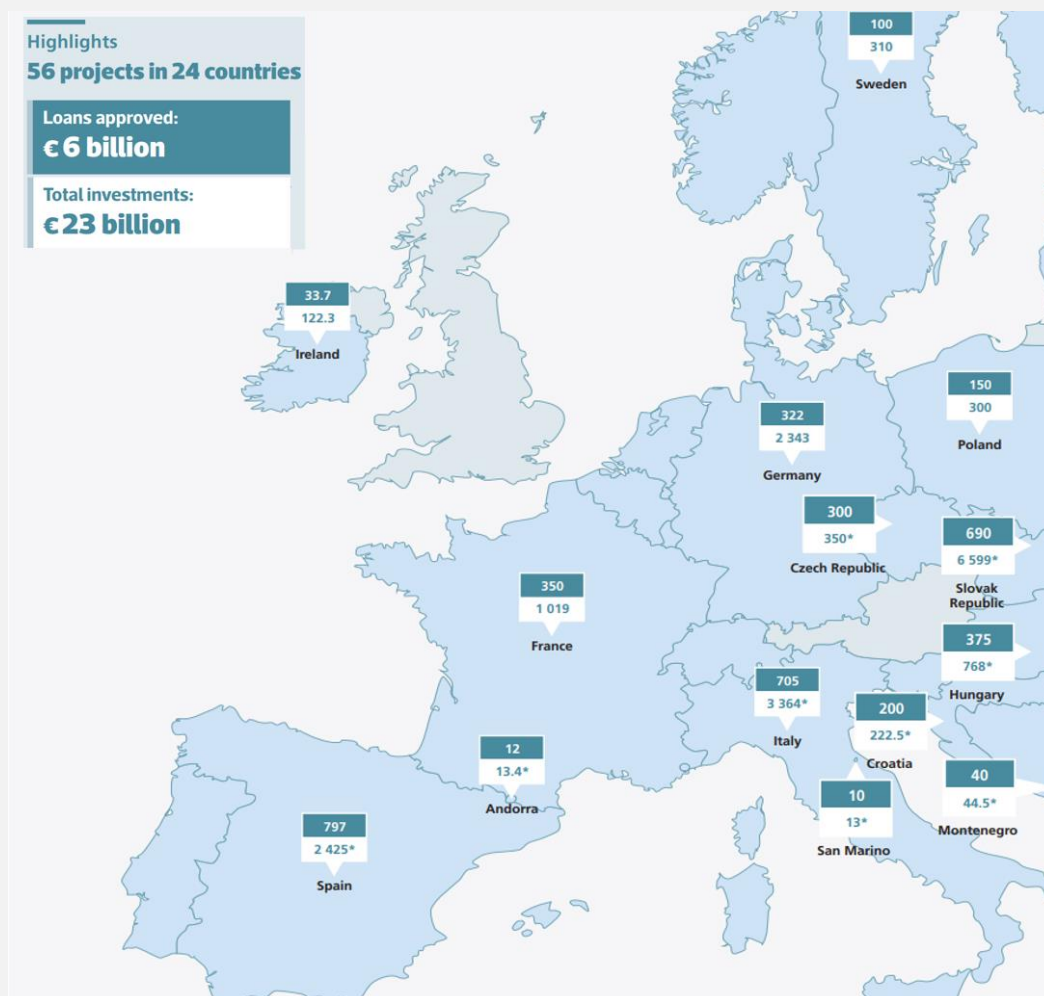 Highlights
56 projects in 24 countries
Loans approved:
€ 6 billion
Total investments:
€ 23 billion
100
310
Sweden
33.7
122.3
Ireland
150
300
Poland
322
2 343
Germany
300
350*
Czech Republic
690
6 599*
Slovak
Republic
350
1 019
France
375
768*
Hungary
705
3 364*
Italy
200
222.5*
Croatia
12
13.4*
Andorra
40
44.5*
Montenegro
10
13*
San Marino
797
2 425*
Spain